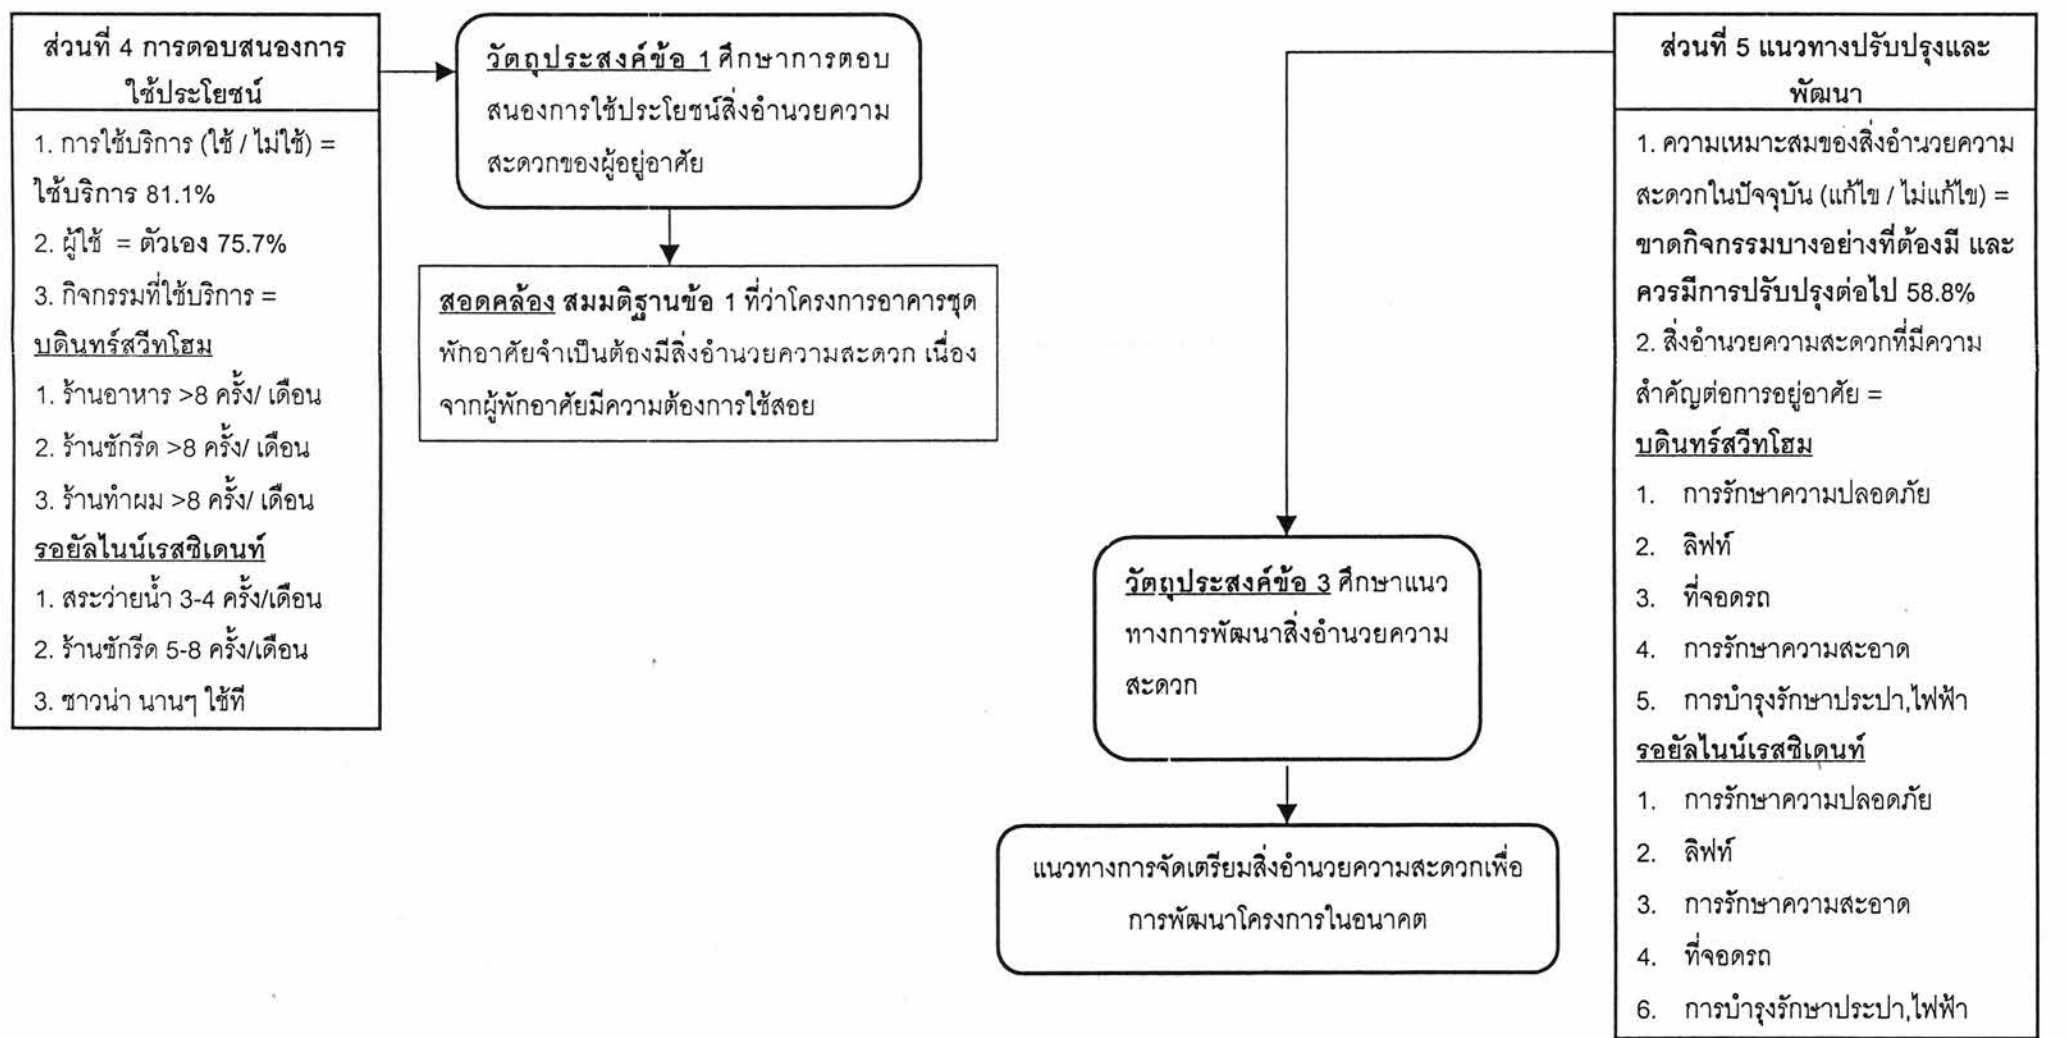 ส่วนที่ 4 การตอบสนองการ
ใช้ประโยชน์
1. การใช้บริการ (ใช้ / ไม่ใช้) =
ใช้บริการ 81.1%
2. ผู้ใช้ = ตัวเอง 75.7%
3. กิจกรรมที่ใช้บริการ =
บดินทร์สวีทโฮม
1. ร้านอาหาร >8 ครั้ง/ เดือน
2. ร้านซักรีด >8 ครั้ง/ เดือน
3. ร้านทำผม >8 ครั้ง/ เดือน
รอยัลไนน์เรสซิเดนท์
1. สระว่ายน้ำ 3-4 ครั้ง/เดือน
2. ร้านซักรีด 5-8 ครั้ง/เดือน
3. ซาวน่า นานๆ ใช้ที
วัตถุประสงค์ข้อ 1 ศึกษาการตอบ
สนองการใช้ประโยชน์สิ่งอำนวยความ
สะดวกของผู้อยู่อาศัย
สอดคล้อง สมมติฐานข้อ 1 ที่ว่าโครงการอาคารชุด
พักอาศัยจำเป็นต้องมีสิ่งอำนวยความสะดวก เนื่อง
จากผู้พักอาศัยมีความต้องการใช้สอย
วัตถุประสงค์ข้อ 3 ศึกษาแนว
ทางการพัฒนาสิ่งอำนวยความ
สะดวก
แนวทางการจัดเตรียมสิ่งอำนวยความสะดวกเพื่อ
การพัฒนาโครงการในอนาคต
ส่วนที่ 5 แนวทางปรับปรุงและ
พัฒนา
1. ความเหมาะสมของสิ่งอำนวยความ
สะดวกในปัจจุบัน (แก้ไข / ไม่แก้ไข) =
ขาดกิจกรรมบางอย่างที่ต้องมี และ
ควรมีการปรับปรุงต่อไป 58.8%
2. สิ่งอำนวยความสะดวกที่มีความ
สำคัญต่อการอยู่อาศัย =
บดินทร์สวีทโฮม
1. การรักษาความปลอดภัย
2. ลิฟท์
3. ที่จอดรถ
4. การรักษาความสะอาด
5. การบำรุงรักษาประปา,ไฟฟ้า
รอยัลไนน์เรสซิเดนท์
1. การรักษาความปลอดภัย
2. ลิฟท์
3. การรักษาความสะอาด
4. ที่จอดรถ
6. การบำรุงรักษาประปา,ไฟฟ้า